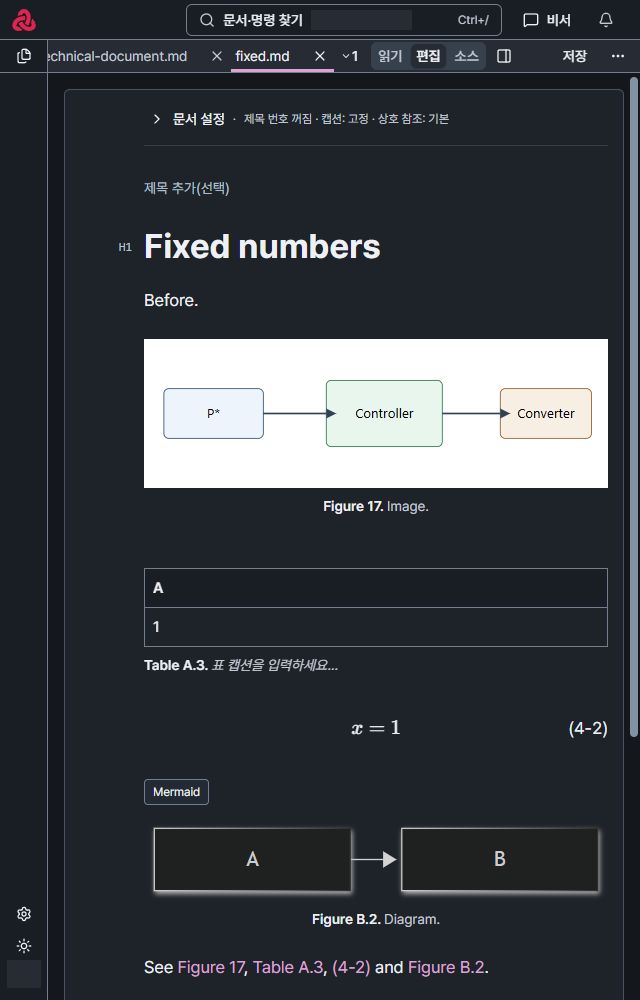 문서·명령 찾기 Ctrl+/ 비서
echnical-document.md fixed.md 1 읽기 편집 소스 저장
문서 설정 · 제목 번호 꺼짐 · 캡션: 고정 · 상호 참조: 기본
제목 추가(선택)
H1 Fixed numbers
Before.
P* Controller Converter
Figure 17. Image.
A
1
Table A.3. 표 캡션을 입력하세요...
x = 1 (4-2)
Mermaid
A B
Figure B.2. Diagram.
See Figure 17, Table A.3, (4-2) and Figure B.2.